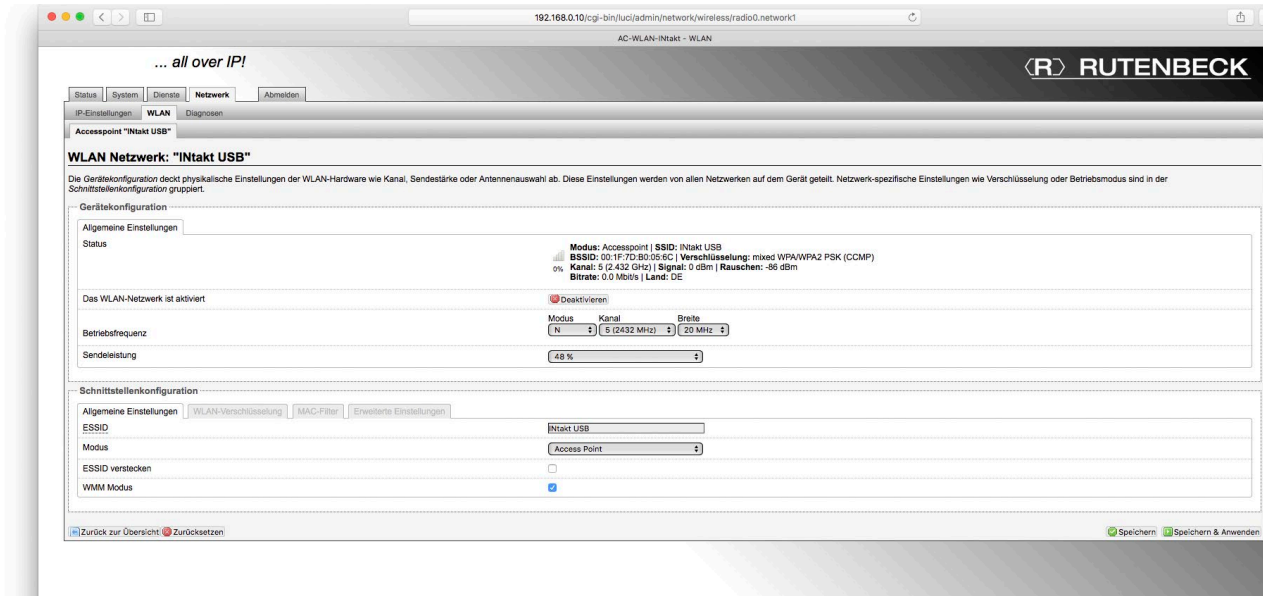 192.168.0.10/cgi-bin/luci/admin/network/wireless/radio0.network1
AC-WLAN-INtakt - WLAN
... all over IP!
⟨R⟩ RUTENBECK
Status System Dienste Netzwerk Abmelden
IP-Einstellungen WLAN Diagnosen
Accesspoint "INtakt USB"
WLAN Netzwerk: "INtakt USB"
Die Gerätekonfiguration deckt physikalische Einstellungen der WLAN-Hardware wie Kanal, Sendestärke oder Antennenauswahl ab. Diese Einstellungen werden von allen Netzwerken auf dem Gerät geteilt. Netzwerk-spezifische Einstellungen wie Verschlüsselung oder Betriebsmodus sind in der
Schnittstellenkonfiguration gruppiert.
Gerätekonfiguration
Allgemeine Einstellungen
Status
Modus: Accesspoint | SSID: INtakt USB
BSSID: 00:1F:7D:B0:05:6C | Verschlüsselung: mixed WPA/WPA2 PSK (CCMP)
0% Kanal: 5 (2.432 GHz) | Signal: 0 dBm | Rauschen: -86 dBm
Bitrate: 0.0 Mbit/s | Land: DE
Das WLAN-Netzwerk ist aktiviert Deaktivieren
Modus Kanal Breite
Betriebsfrequenz N 5 (2432 MHz) 20 MHz
Sendeleistung 48 %
Schnittstellenkonfiguration
Allgemeine Einstellungen WLAN-Verschlüsselung MAC-Filter Erweiterte Einstellungen
ESSID INtakt USB
Modus Access Point
ESSID verstecken
WMM Modus
Zurück zur Übersicht Zurücksetzen Speichern Speichern & Anwenden